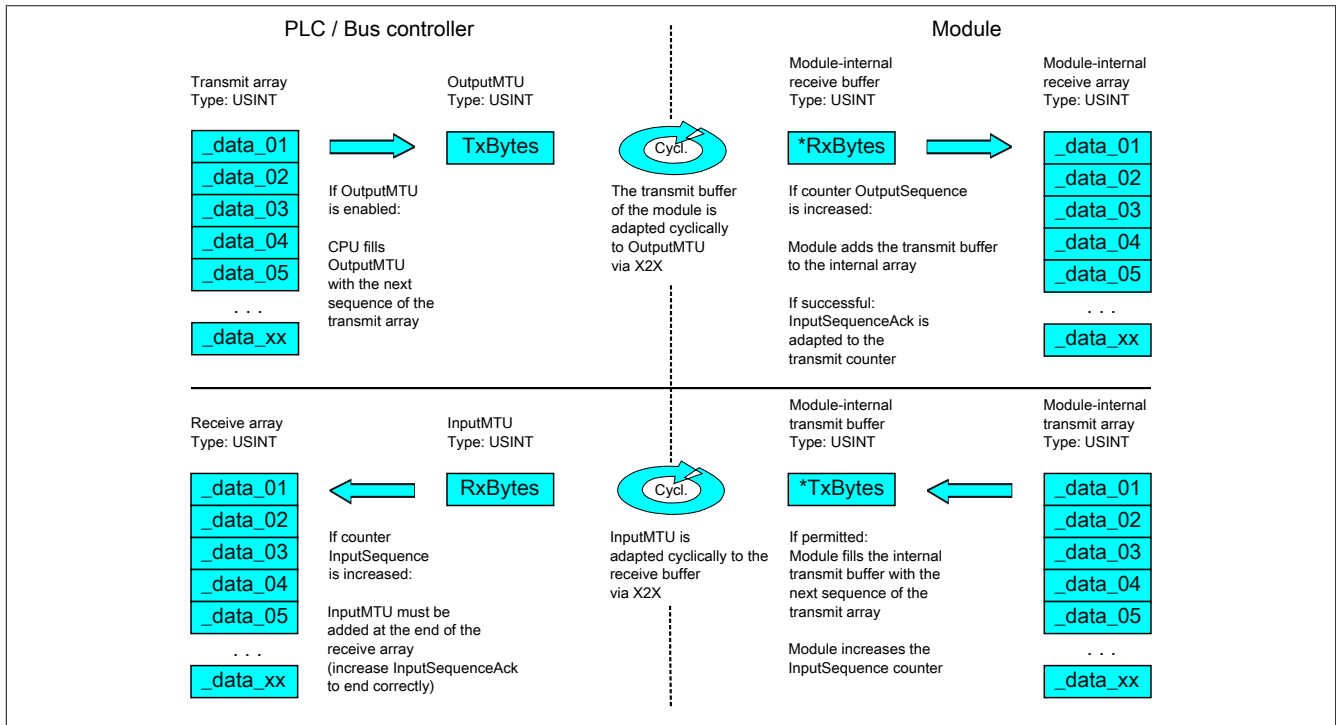 PLC / Bus controller
Module
Transmit array
Type: USINT
OutputMTU
Type: USINT
Module-internal
receive buffer
Type: USINT
Module-internal
receive array
Type: USINT
_data_01
_data_02
_data_03
_data_04
_data_05
. . .
_data_xx
If OutputMTU
is enabled:
CPU fills
OutputMTU
with the next
sequence of the
transmit array
TxBytes
Cycl.
The transmit buffer
of the module is
adapted cyclically
to OutputMTU
via X2X
*RxBytes
If counter OutputSequence
is increased:
Module adds the transmit buffer
to the internal array
If successful:
InputSequenceAck is
adapted to the
transmit counter
_data_01
_data_02
_data_03
_data_04
_data_05
. . .
_data_xx
Receive array
Type: USINT
InputMTU
Type: USINT
Module-internal
transmit buffer
Type: USINT
Module-internal
transmit array
Type: USINT
_data_01
_data_02
_data_03
_data_04
_data_05
. . .
_data_xx
If counter
InputSequence
is increased:
InputMTU must be
added at the end of the
receive array
(increase InputSequenceAck
to end correctly)
RxBytes
Cycl.
InputMTU is
adapted cyclically to the
receive buffer
via X2X
*TxBytes
If permitted:
Module fills the internal
transmit buffer with the
next sequence of the
transmit array
Module increases the
InputSequence counter
_data_01
_data_02
_data_03
_data_04
_data_05
. . .
_data_xx